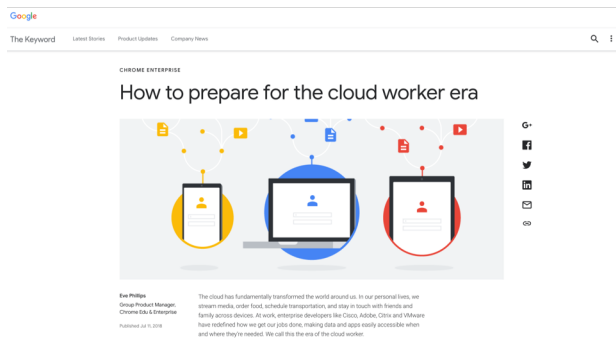 Google
The Keyword Latest Stories Product Updates Company News
CHROME ENTERPRISE
How to prepare for the cloud worker era
G+
Eve Phillips
Group Product Manager,
Chrome Edu & Enterprise
Published Jul 11, 2018
The cloud has fundamentally transformed the world around us. In our personal lives, we
stream media, order food, schedule transportation, and stay in touch with friends and
family across devices. At work, enterprise developers like Cisco, Adobe, Citrix and VMware
have redefined how we get our jobs done, making data and apps easily accessible when
and where they're needed. We call this the era of the cloud worker.